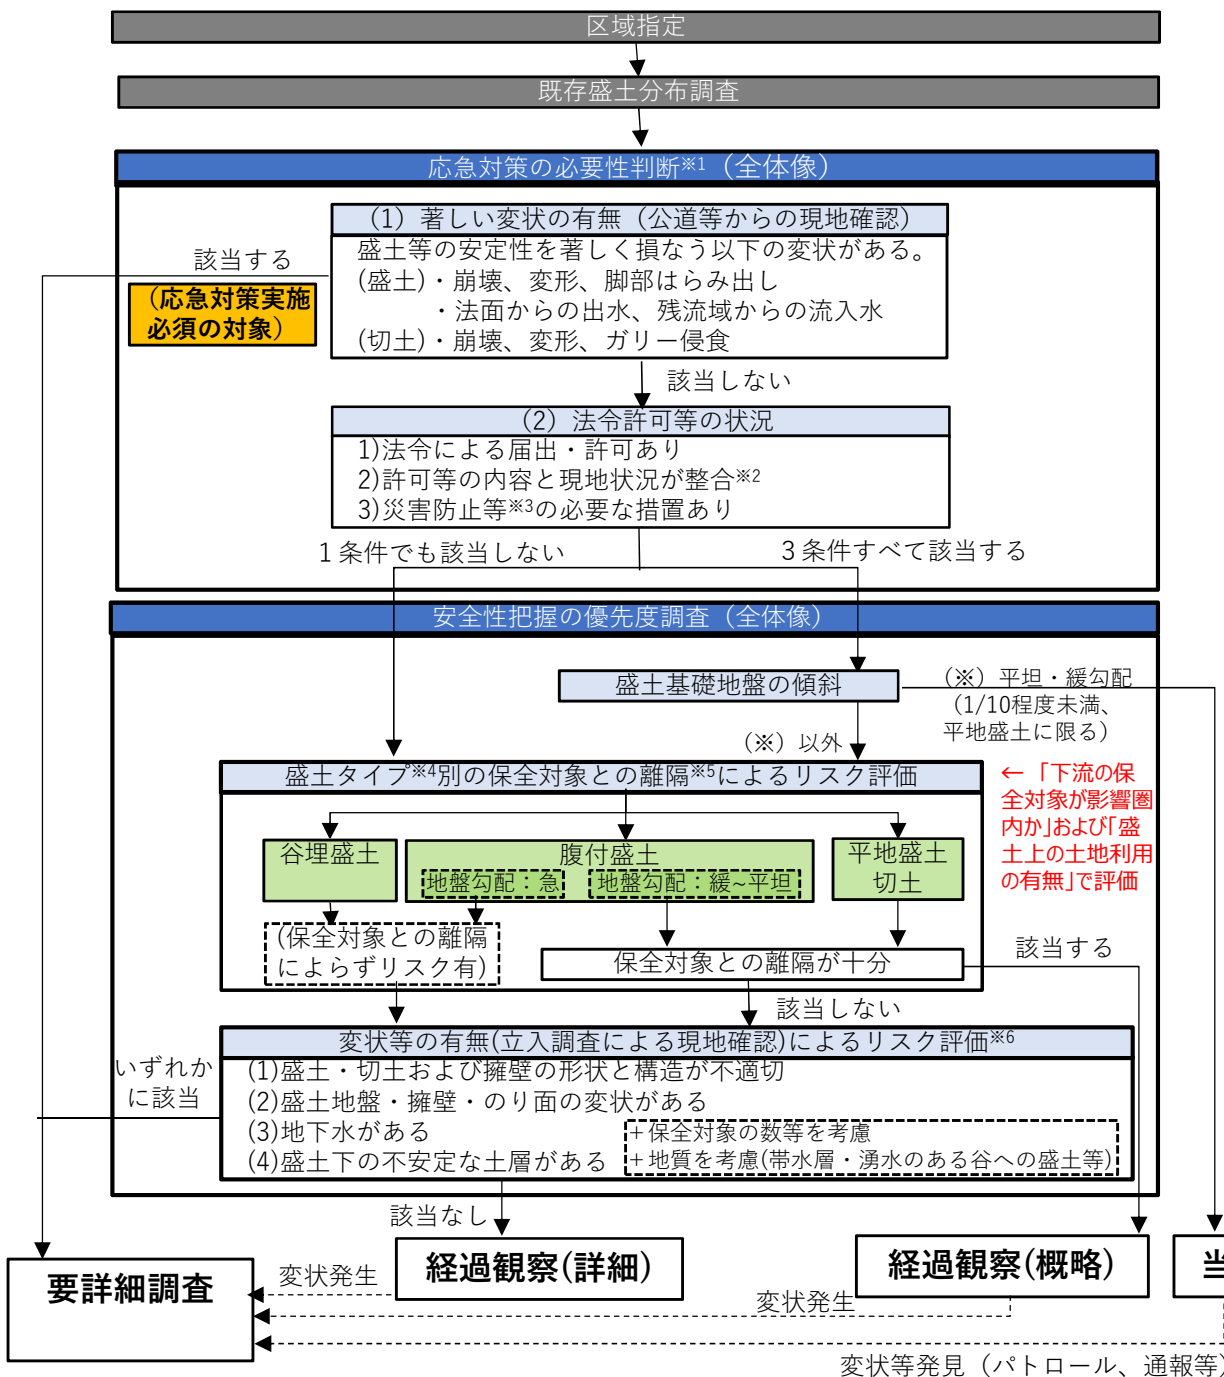 区域指定
既存盛土分布調査
応急対策の必要性判断※1（全体像）
(1) 著しい変状の有無（公道等からの現地確認）
盛土等の安定性を著しく損なう以下の変状がある。
(盛土)・崩壊、変形、脚部はらみ出し
・法面からの出水、残流域からの流入水
(切土)・崩壊、変形、ガリー侵食
該当する
（応急対策実施
必須の対象）
該当しない
(2) 法令許可等の状況
1)法令による届出・許可あり
2)許可等の内容と現地状況が整合※2
3)災害防止等※3の必要な措置あり
１条件でも該当しない
３条件すべて該当する
安全性把握の優先度調査（全体像）
盛土基礎地盤の傾斜
（※）平坦・緩勾配
（1/10程度未満、
平地盛土に限る）
（※）以外
盛土タイプ※4別の保全対象との離隔※5によるリスク評価
←「下流の保
全対象が影響圏
内か」および「盛
土上の土地利用
の有無」で評価
谷埋盛土
腹付盛土
地盤勾配：急
地盤勾配：緩~平坦
平地盛土
切土
(保全対象との離隔
によらずリスク有)
保全対象との離隔が十分
該当する
該当しない
変状等の有無(立入調査による現地確認)によるリスク評価※6
いずれか
に該当
(1)盛土・切土および擁壁の形状と構造が不適切
(2)盛土地盤・擁壁・のり面の変状がある
(3)地下水がある
(4)盛土下の不安定な土層がある
＋保全対象の数等を考慮
＋地質を考慮(帯水層・湧水のある谷への盛土等)
該当なし
要詳細調査
変状発生
経過観察(詳細)
経過観察(概略)
当
変状発生
変状等発見（パトロール、通報等）